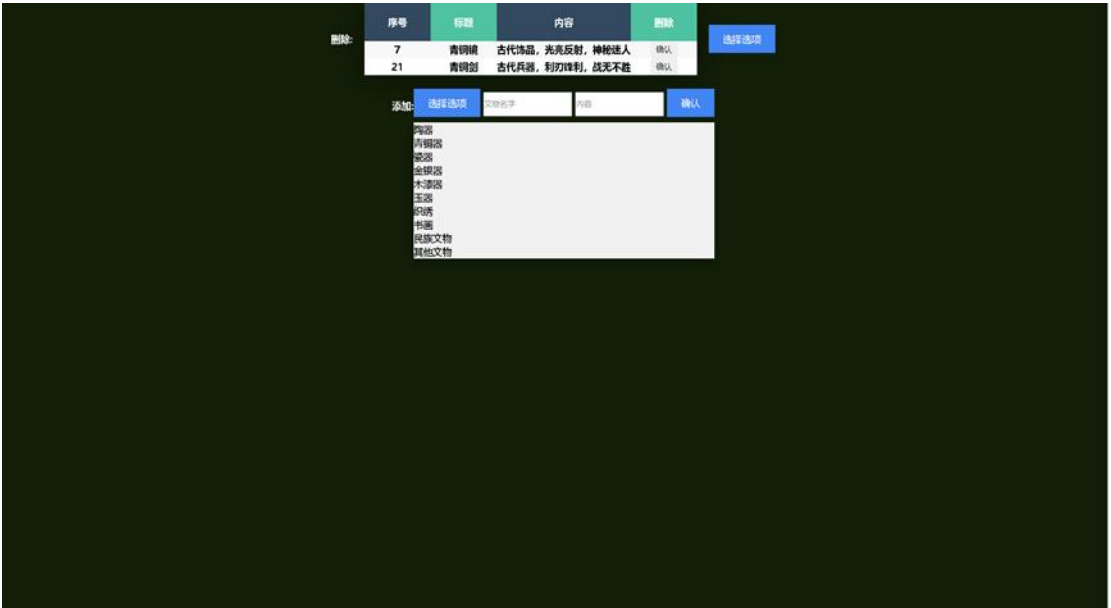 删除:
序号 标题 内容 删除
7 青铜镜 古代饰品，光亮反射，神秘迷人 确认
21 青铜剑 古代兵器，利刃锋利，战无不胜 确认
选择选项
添加: 选择选项 文物名字 内容 确认
陶器
青铜器
瓷器
金银器
木漆器
玉器
织绣
书画
民族文物
其他文物